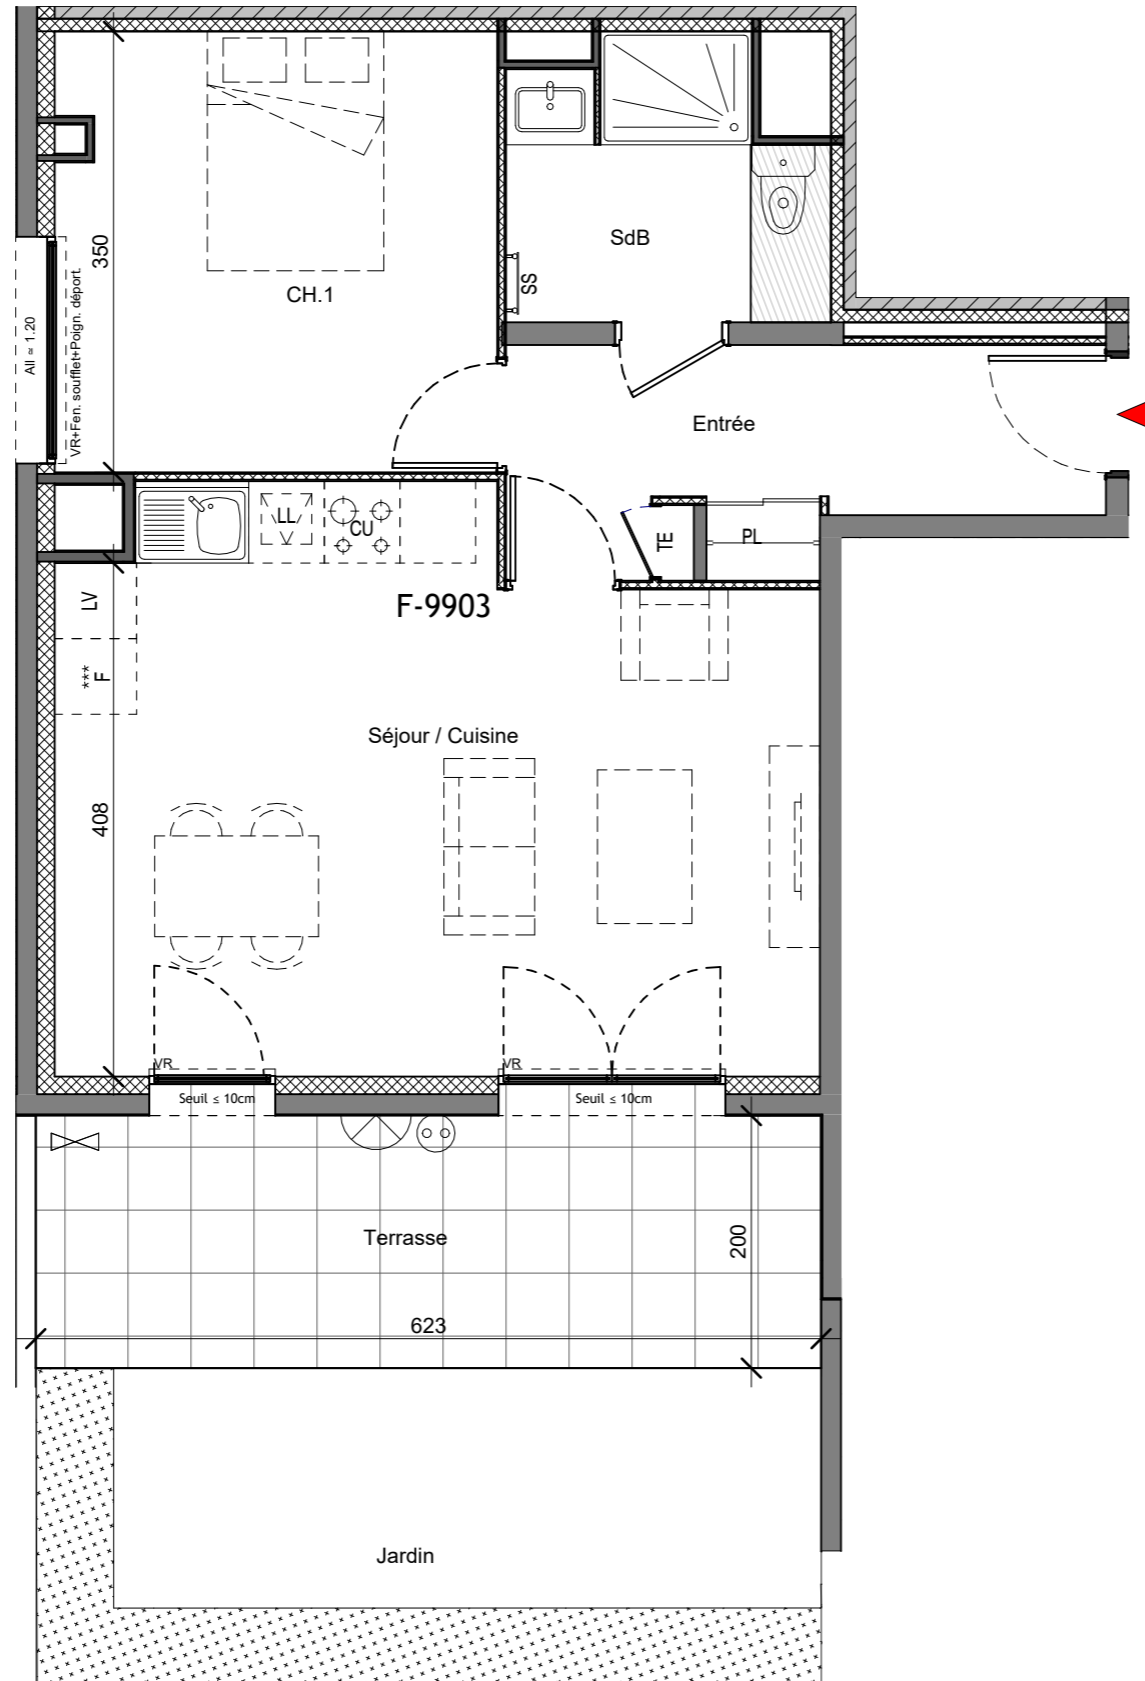 350
CH.1
SdB
SS
All ≃ 1.20
VR+Fen. soufflet+Poign. déport.
Entrée
LL
CU
TE
PL
LV
F-9903
*** F
Séjour / Cuisine
408
VR
VR
Seuil ≤ 10cm
Seuil ≤ 10cm
Terrasse
200
623
Jardin